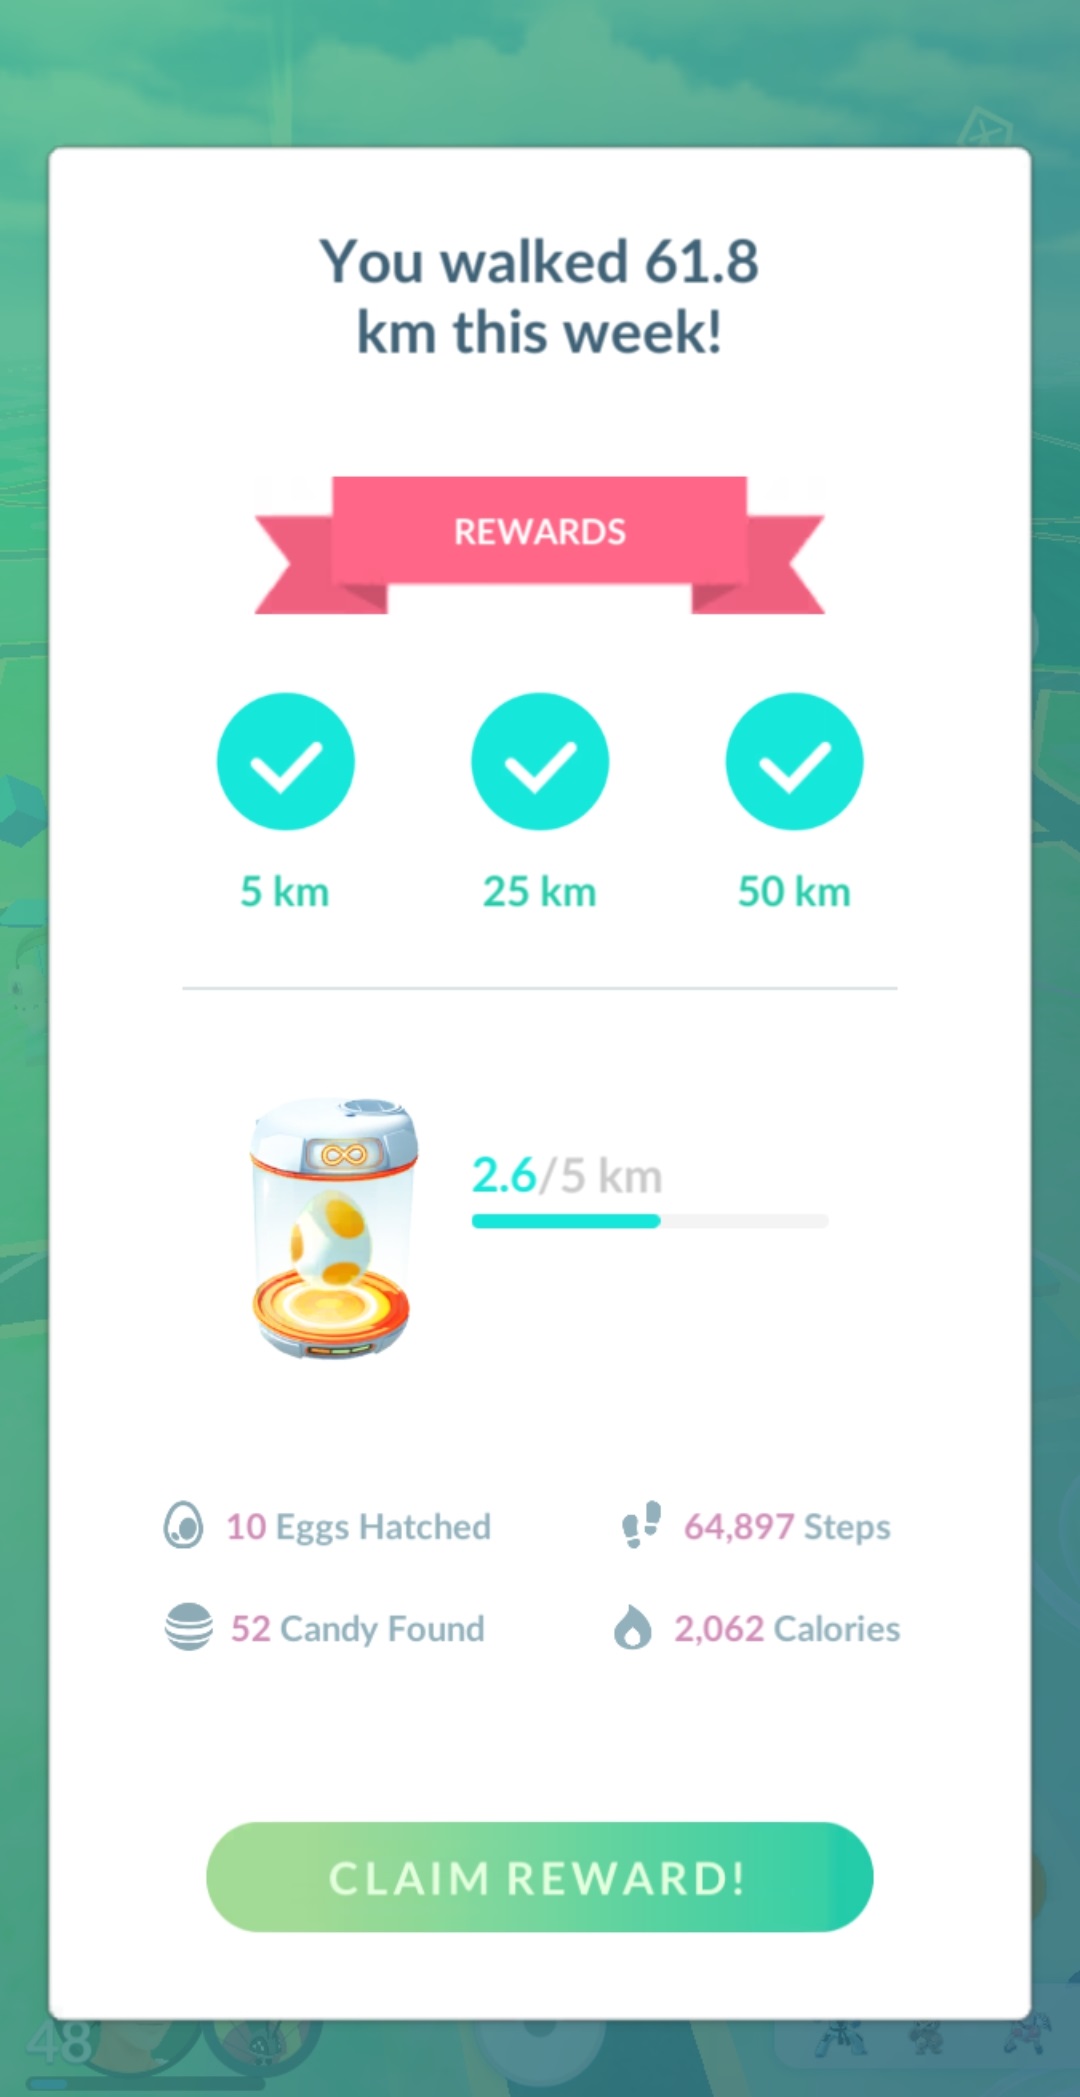 You walked 61.8
km this week!
REWARDS
5 km
25 km
50 km
2.6/5 km
10 Eggs Hatched
64,897 Steps
52 Candy Found
2,062 Calories
CLAIM REWARD!
48